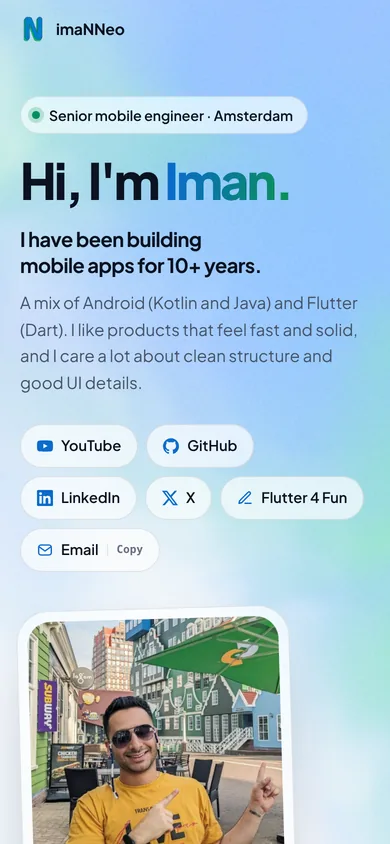 imaNNeo
Senior mobile engineer · Amsterdam
Hi, I'm Iman.
I have been building
mobile apps for 10+ years.
A mix of Android (Kotlin and Java) and Flutter
(Dart). I like products that feel fast and solid,
and I care a lot about clean structure and
good UI details.
YouTube
GitHub
LinkedIn
X
Flutter 4 Fun
Email
Copy
SUBWAY
CHICKEN